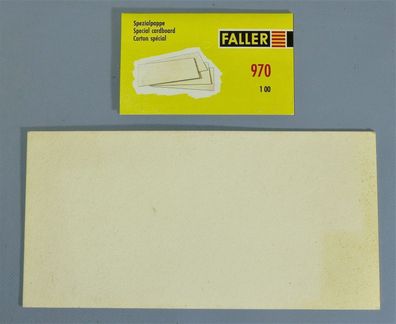 Spezialpappe
Special cardboard
Carton spécial
FALLER
970
1 00